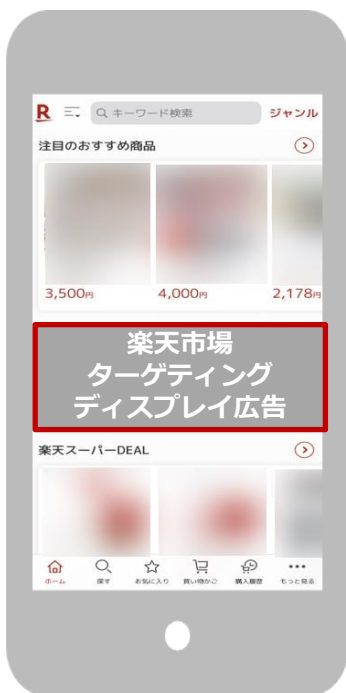 R
キーワード検索
ジャンル
注目のおすすめ商品
3,500円
4,000円
2,178円
楽天市場
ターゲティング
ディスプレイ広告
楽天スーパーDEAL
ホーム
探す
お気に入り
買い物かご
購入履歴
もっと見る